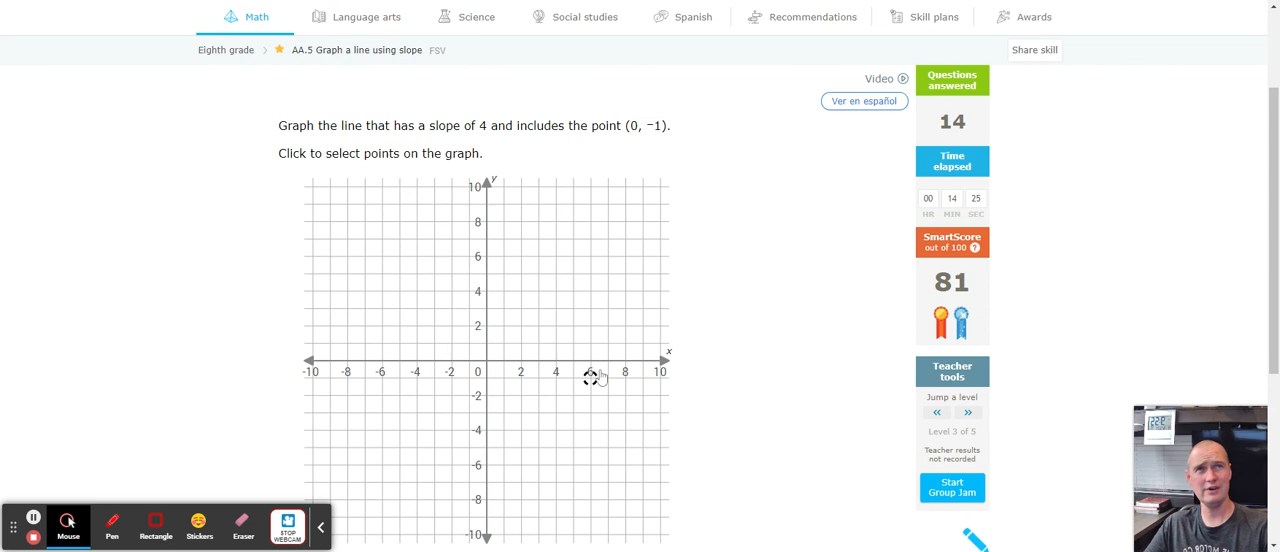 Math Language arts Science Social studies Spanish Recommendations Skill plans Awards
Eighth grade AA.5 Graph a line using slope FSV Share skill
Video
Ver en español
Graph the line that has a slope of 4 and includes the point (0, −1).
Click to select points on the graph.
y
10
8
6
4
2
x
-10 -8 -6 -4 -2 0 2 4 6 8 10
-2
-4
-6
-8
-10
Questions
answered
14
Time
elapsed
00 14 25
HR MIN SEC
SmartScore
out of 100 ?
81
Teacher
tools
Jump a level
« »
Level 3 of 5
Teacher results
not recorded
Start
Group Jam
Mouse Pen Rectangle Stickers Eraser STOP
WEBCAM